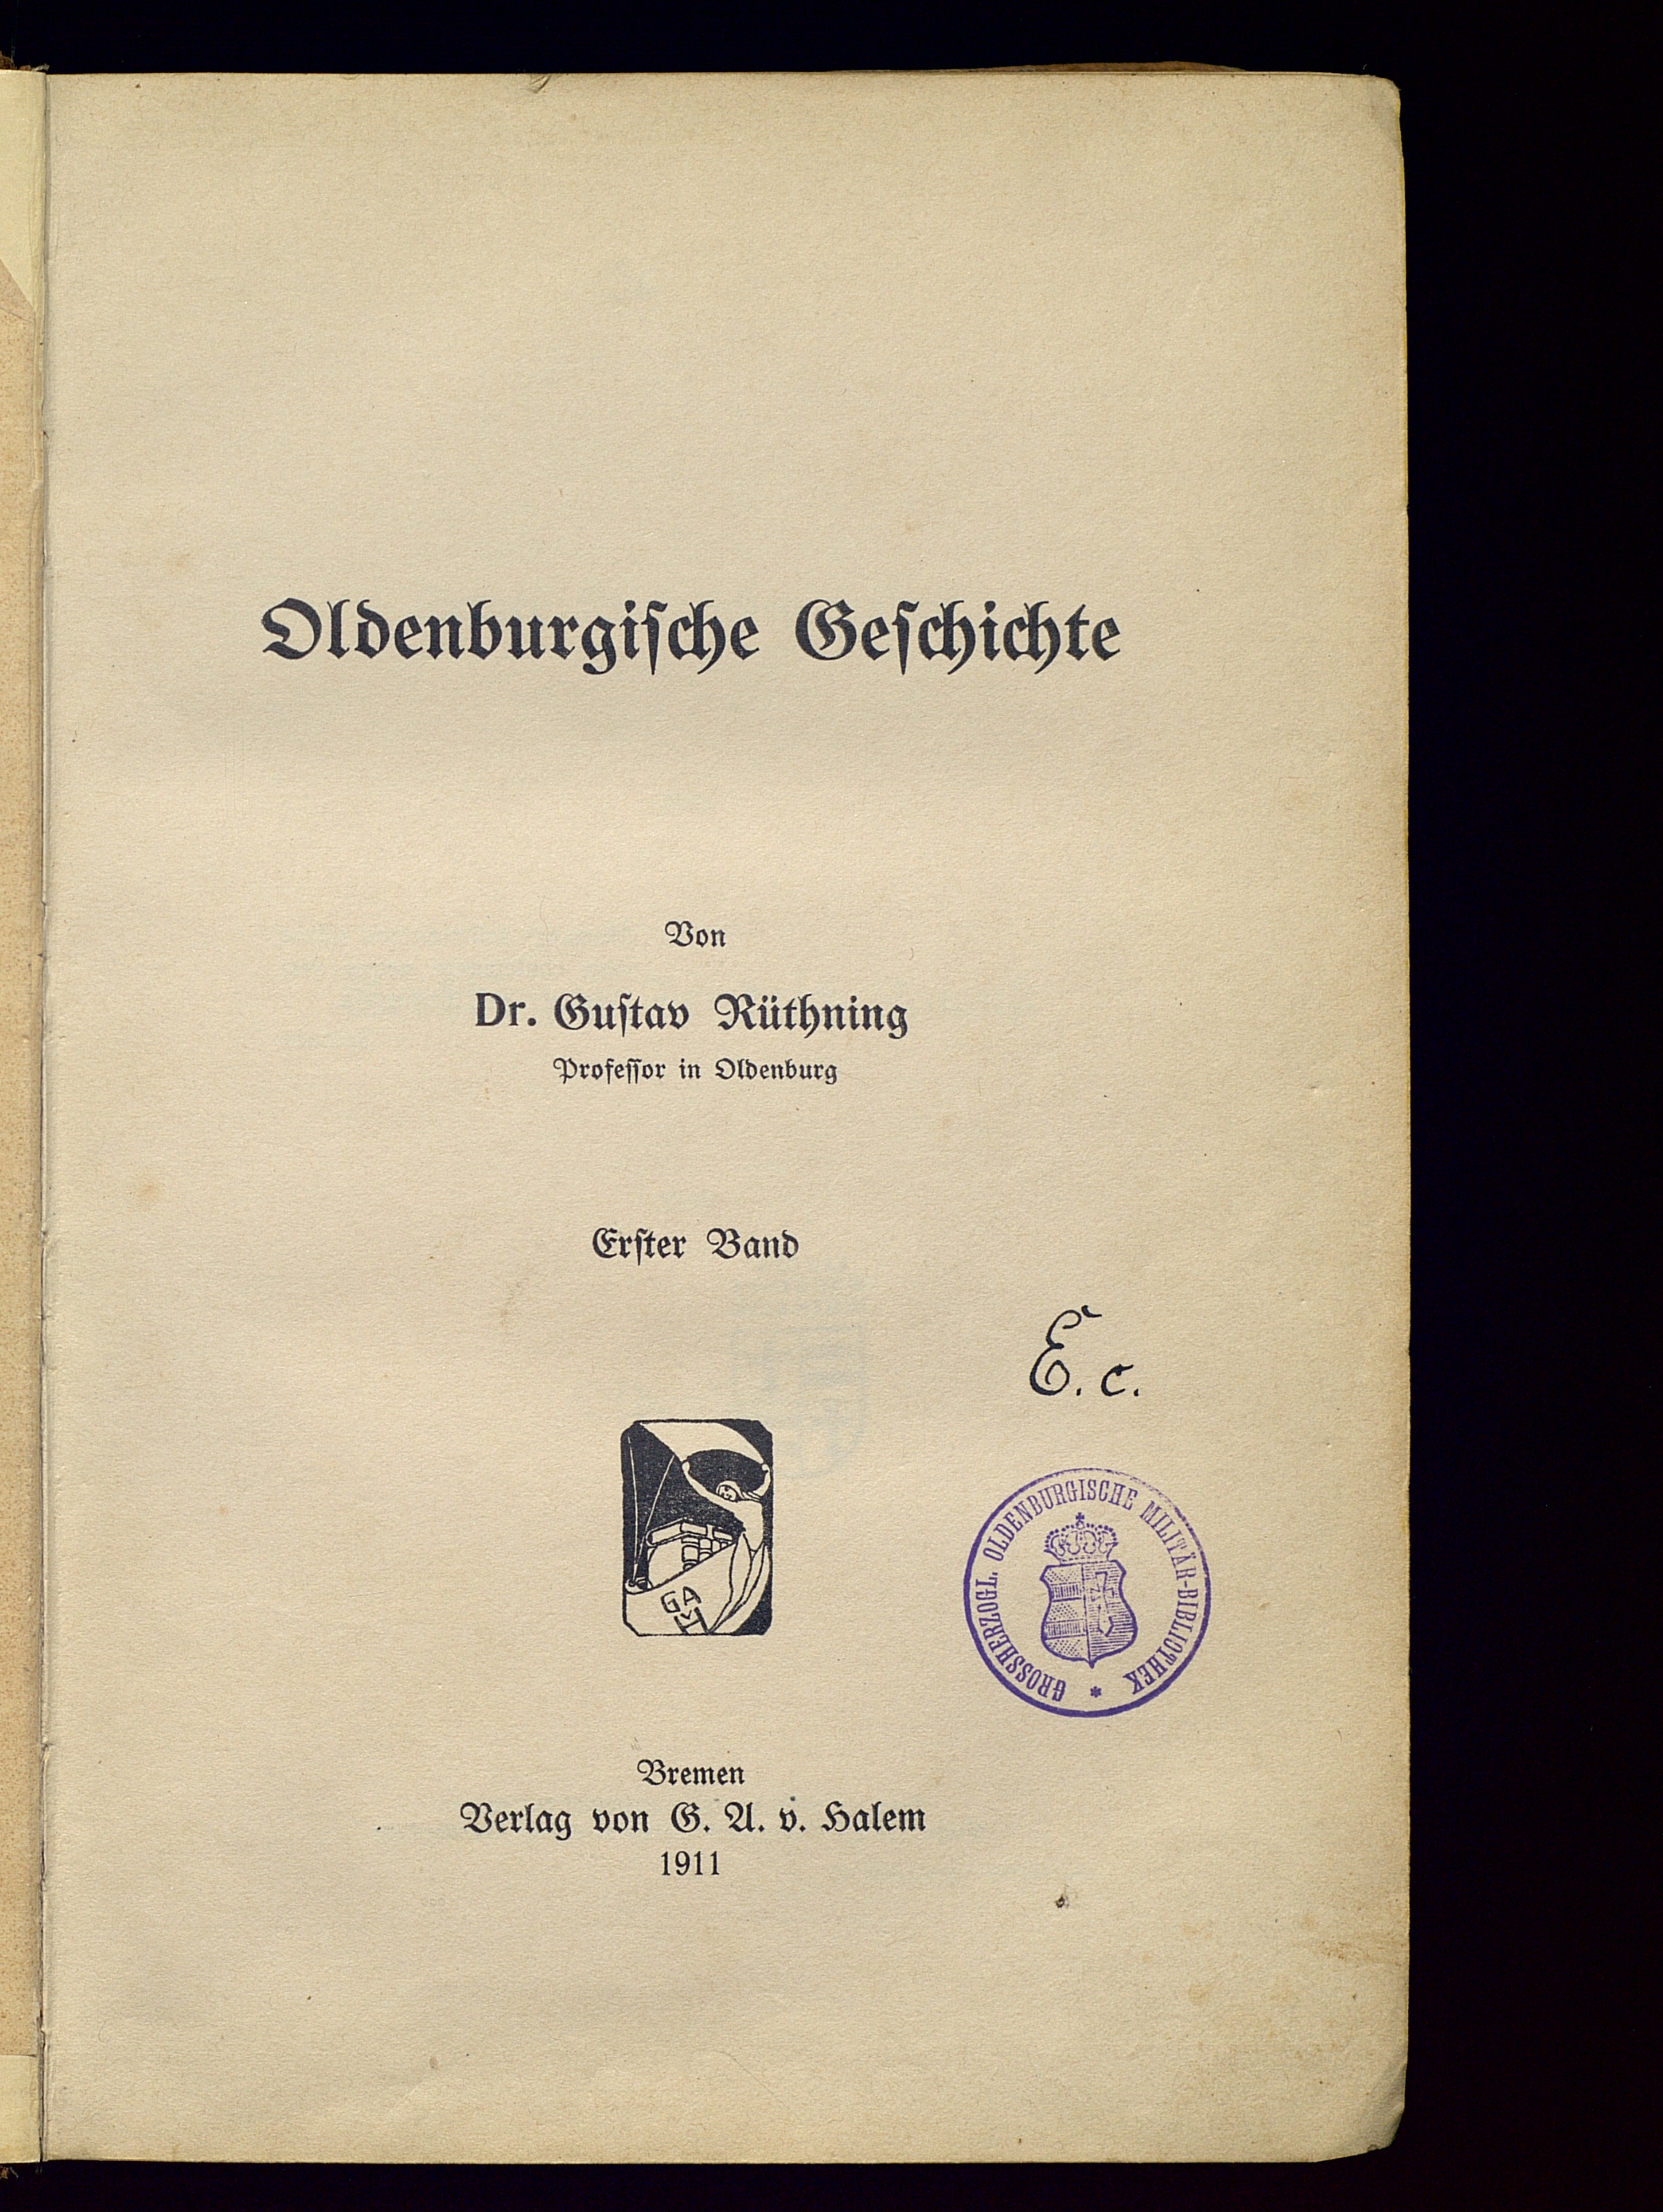 Oldenburgische Geschichte
Von
Dr. Gustav Rüthning
Professor in Oldenburg
Erster Band
E. c.
G A
v
H
GROSSHERZOGL. OLDENBURGISCHE MILITÄR-BIBLIOTHEK *
Bremen
Verlag von G. A. v. Halem
1911